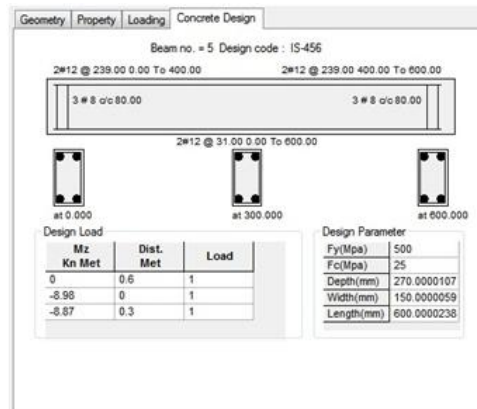 Geometry Property Loading Concrete Design
Beam no. = 5 Design code : IS-456
2#12 @ 239.00 0.00 To 400.00 2#12 @ 239.00 400.00 To 600.00
3 # 8 c/c 80.00 3 # 8 c/c 80.00
2#12 @ 31.00 0.00 To 600.00
at 0.000 at 300.000 at 600.000
Design Load
Mz Dist. Load
Kn Met Met
0 0.6 1
-8.98 0 1
-8.87 0.3 1
Design Parameter
Fy(Mpa) 500
Fc(Mpa) 25
Depth(mm) 270.0000107
Width(mm) 150.0000059
Length(mm) 600.0000238